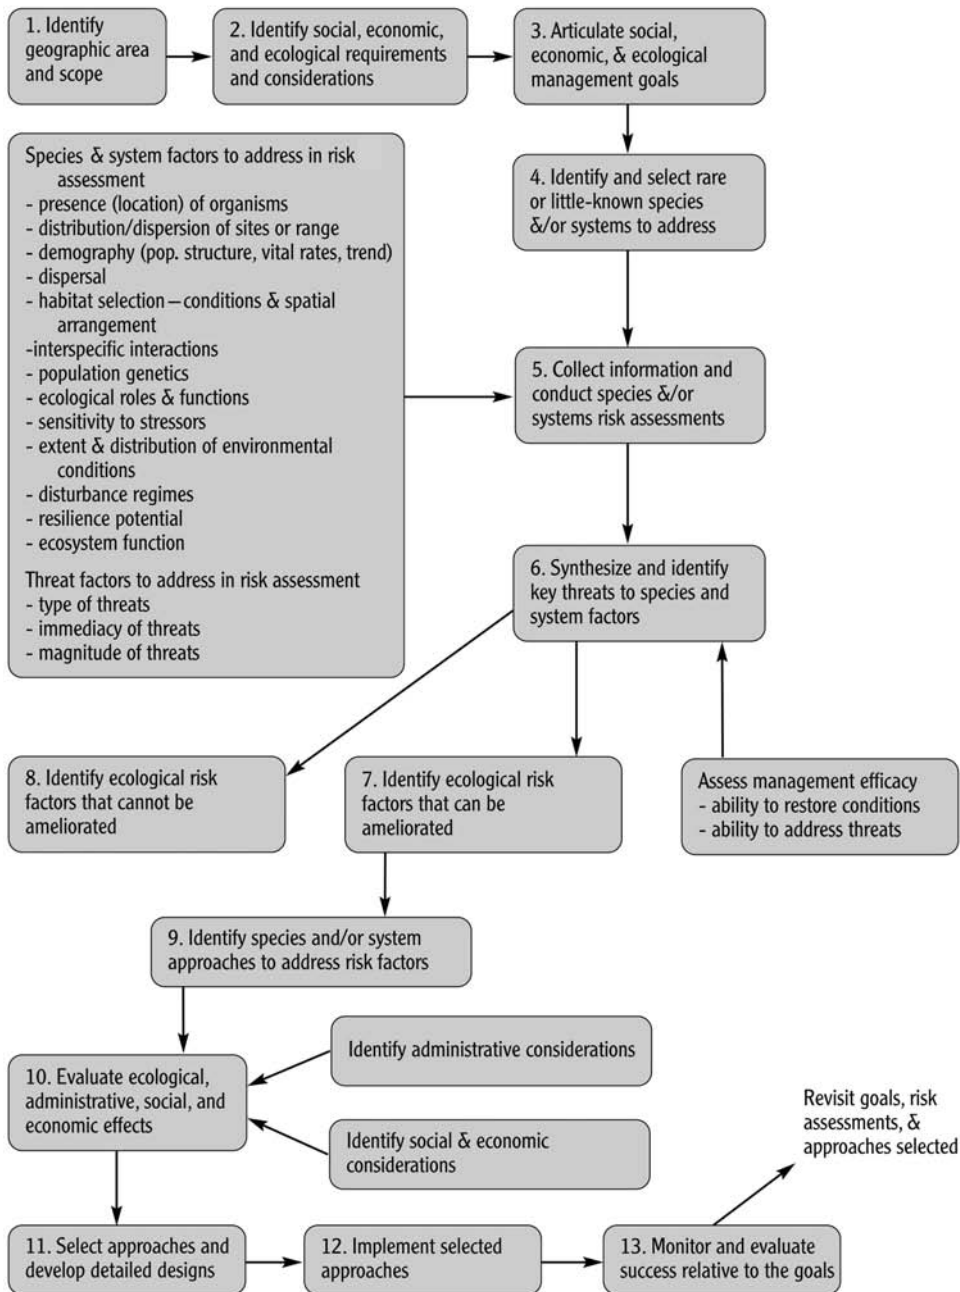 1. Identify
geographic area
and scope
2. Identify social, economic,
and ecological requirements
and considerations
3. Articulate social,
economic, & ecological
management goals
Species & system factors to address in risk
assessment
- presence (location) of organisms
- distribution/dispersion of sites or range
- demography (pop. structure, vital rates, trend)
- dispersal
- habitat selection—conditions & spatial
arrangement
-interspecific interactions
- population genetics
- ecological roles & functions
- sensitivity to stressors
- extent & distribution of environmental
conditions
- disturbance regimes
- resilience potential
- ecosystem function
Threat factors to address in risk assessment
- type of threats
- immediacy of threats
- magnitude of threats
4. Identify and select rare
or little-known species
&/or systems to address
5. Collect information and
conduct species &/or
systems risk assessments
6. Synthesize and identify
key threats to species and
system factors
8. Identify ecological risk
factors that cannot be
ameliorated
7. Identify ecological risk
factors that can be
ameliorated
Assess management efficacy
- ability to restore conditions
- ability to address threats
9. Identify species and/or system
approaches to address risk factors
10. Evaluate ecological,
administrative, social, and
economic effects
Identify administrative considerations
Identify social & economic
considerations
Revisit goals, risk
assessments, &
approaches selected
11. Select approaches and
develop detailed designs
12. Implement selected
approaches
13. Monitor and evaluate
success relative to the goals